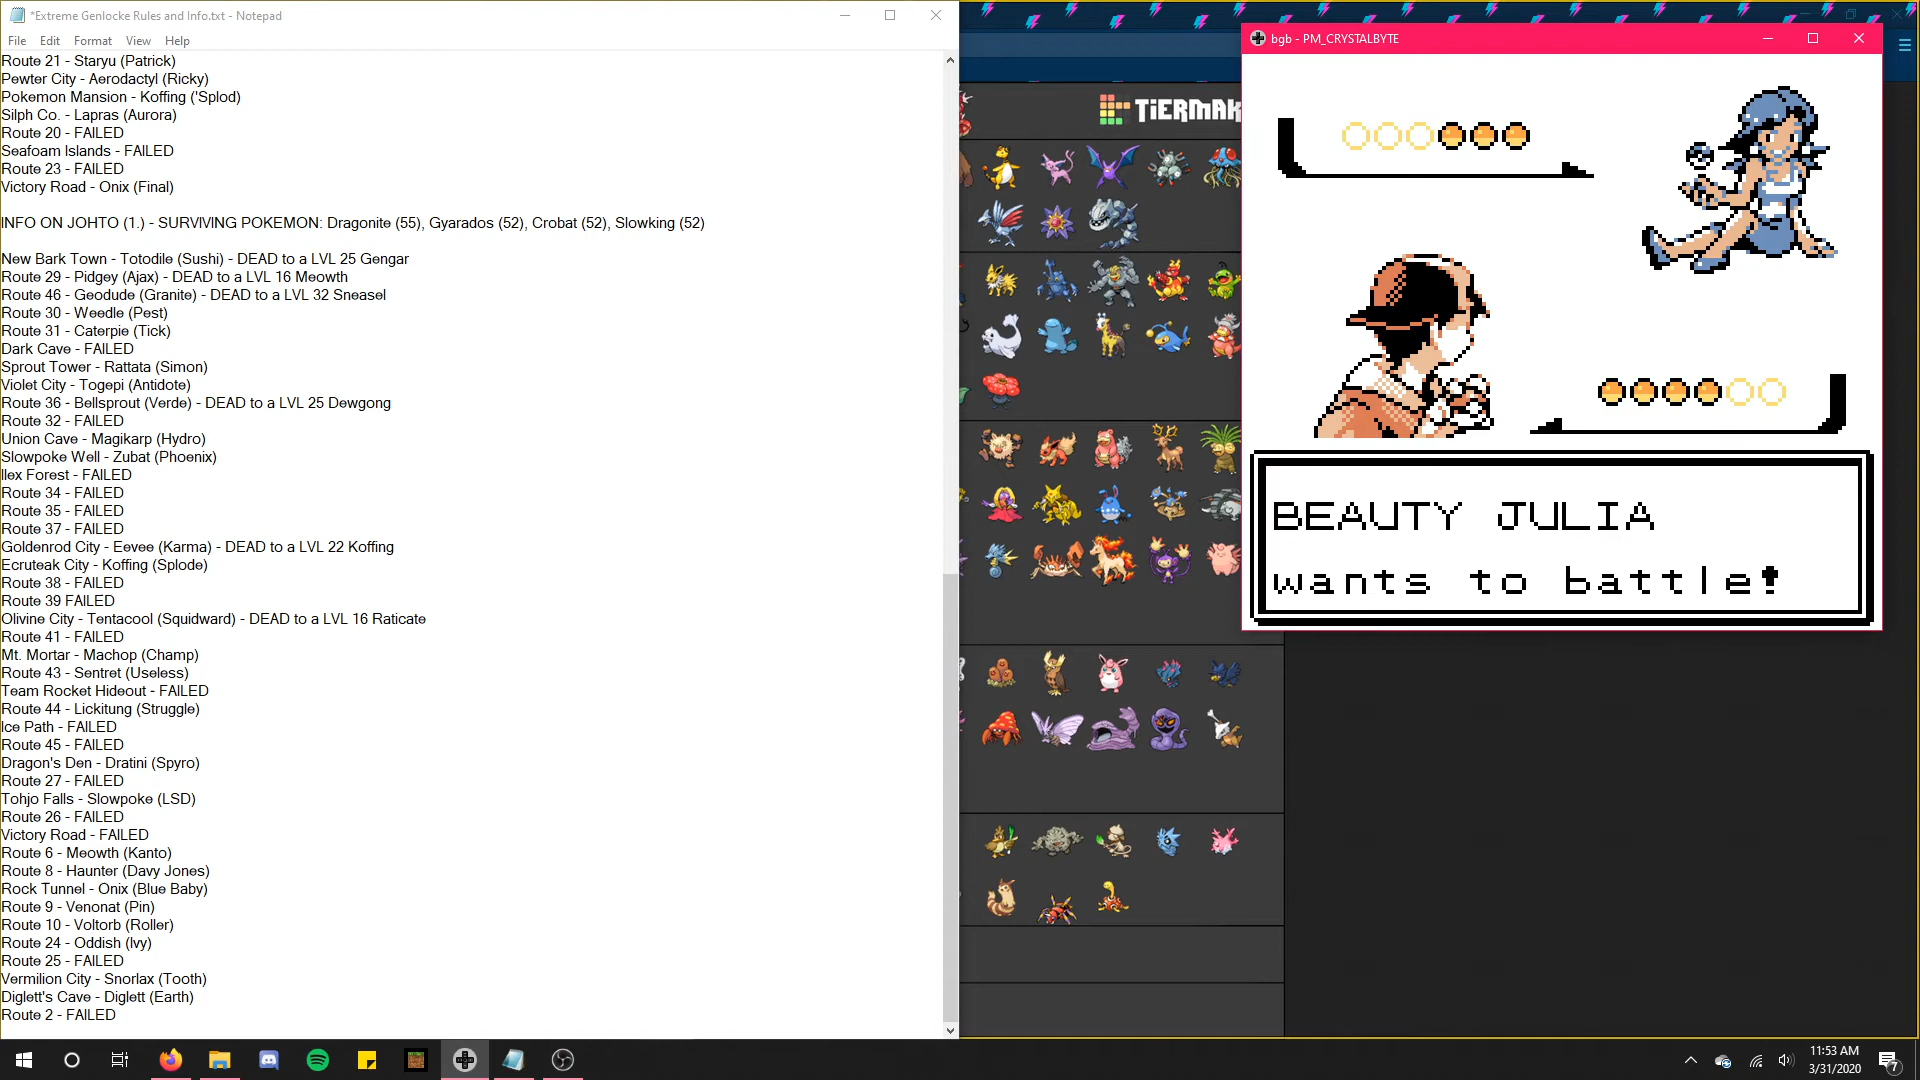 *Extreme Genlocke Rules and Info.txt - Notepad
File Edit Format View Help
Route 21 - Staryu (Patrick)
Pewter City - Aerodactyl (Ricky)
Pokemon Mansion - Koffing ('Splod)
Silph Co. - Lapras (Aurora)
Route 20 - FAILED
Seafoam Islands - FAILED
Route 23 - FAILED
Victory Road - Onix (Final)
INFO ON JOHTO (1.) - SURVIVING POKEMON: Dragonite (55), Gyarados (52), Crobat (52), Slowking (52)
New Bark Town - Totodile (Sushi) - DEAD to a LVL 25 Gengar
Route 29 - Pidgey (Ajax) - DEAD to a LVL 16 Meowth
Route 46 - Geodude (Granite) - DEAD to a LVL 32 Sneasel
Route 30 - Weedle (Pest)
Route 31 - Caterpie (Tick)
Dark Cave - FAILED
Sprout Tower - Rattata (Simon)
Violet City - Togepi (Antidote)
Route 36 - Bellsprout (Verde) - DEAD to a LVL 25 Dewgong
Route 32 - FAILED
Union Cave - Magikarp (Hydro)
Slowpoke Well - Zubat (Phoenix)
Ilex Forest - FAILED
Route 34 - FAILED
Route 35 - FAILED
Route 37 - FAILED
Goldenrod City - Eevee (Karma) - DEAD to a LVL 22 Koffing
Ecruteak City - Koffing (Splode)
Route 38 - FAILED
Route 39 FAILED
Olivine City - Tentacool (Squidward) - DEAD to a LVL 16 Raticate
Route 41 - FAILED
Mt. Mortar - Machop (Champ)
Route 43 - Sentret (Useless)
Team Rocket Hideout - FAILED
Route 44 - Lickitung (Struggle)
Ice Path - FAILED
Route 45 - FAILED
Dragon's Den - Dratini (Spyro)
Route 27 - FAILED
Tohjo Falls - Slowpoke (LSD)
Route 26 - FAILED
Victory Road - FAILED
Route 6 - Meowth (Kanto)
Route 8 - Haunter (Davy Jones)
Rock Tunnel - Onix (Blue Baby)
Route 9 - Venonat (Pin)
Route 10 - Voltorb (Roller)
Route 24 - Oddish (Ivy)
Route 25 - FAILED
Vermilion City - Snorlax (Tooth)
Diglett's Cave - Diglett (Earth)
Route 2 - FAILED
bgb - PM_CRYSTALBYTE
BEAUTY JULIA
wants to battle!
11:53 AM
3/31/2020
7